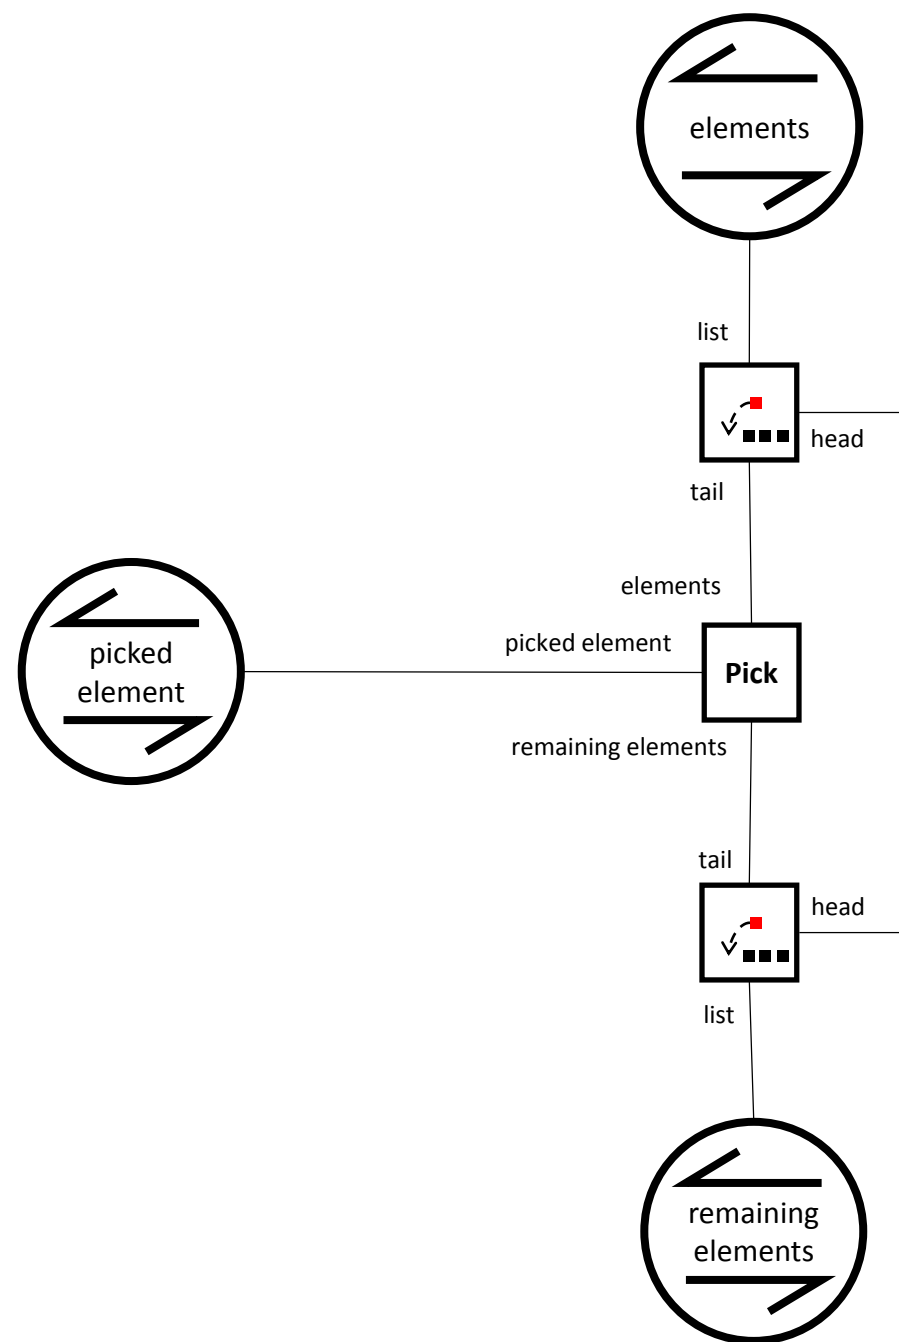 elements
list
head
tail
elements
picked element
picked
element
Pick
remaining elements
tail
head
list
remaining
elements